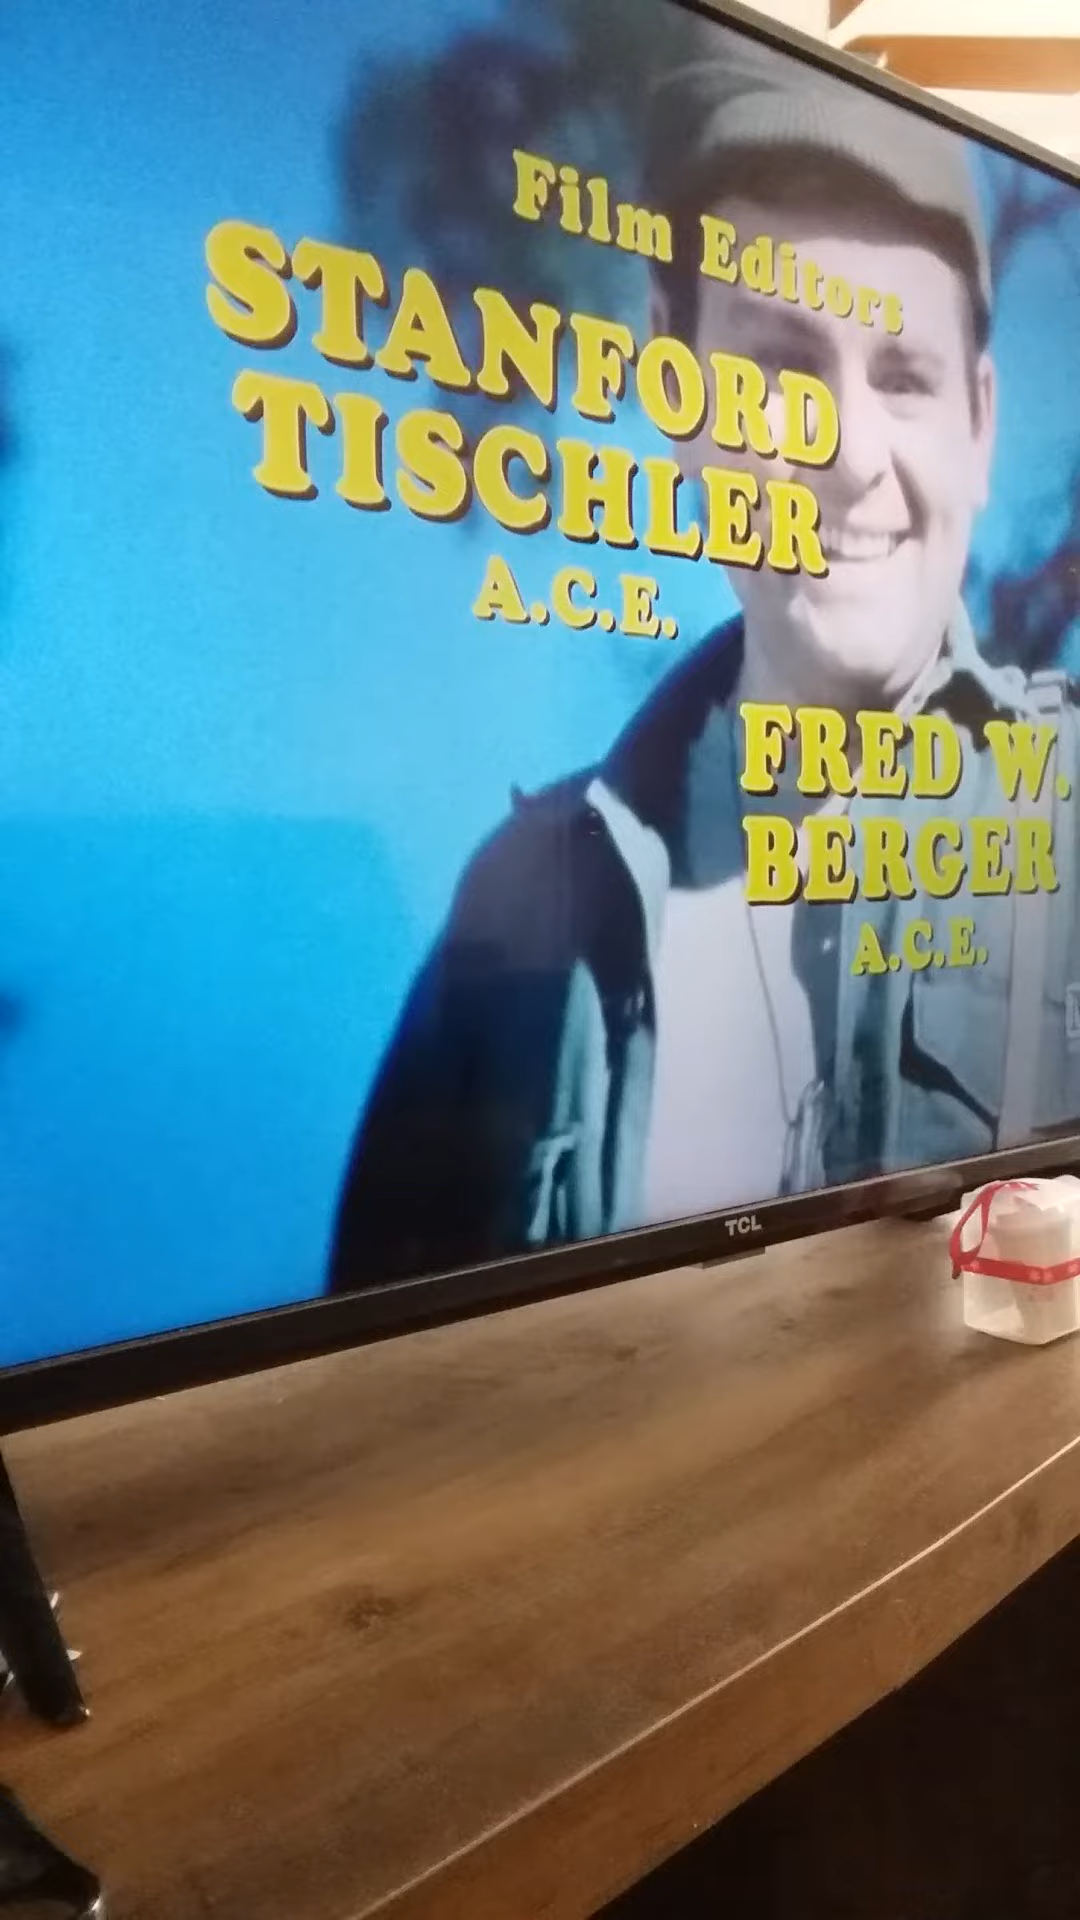 Film Editors
STANFORD
TISCHLER
A.C.E.
FRED W.
BERGER
A.C.E.
TCL